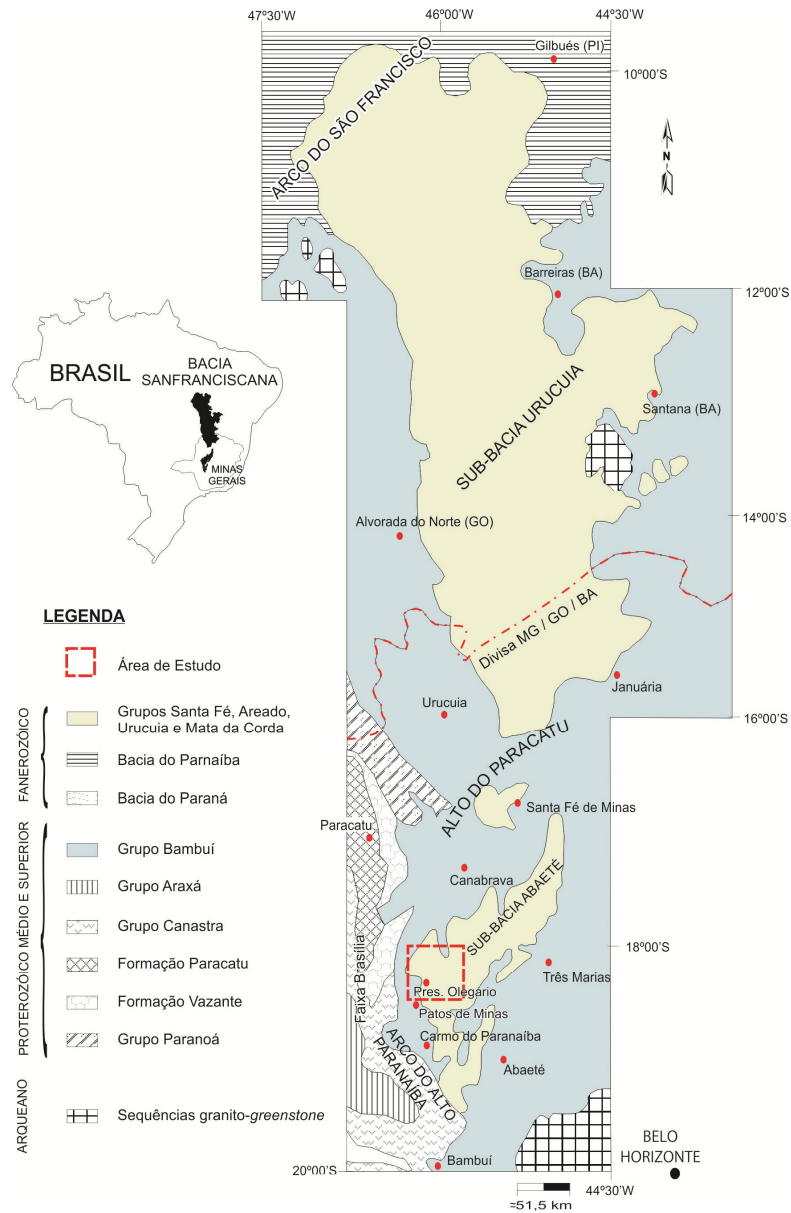 47º30'W
46º00'W
44º30'W
Gilbués (PI)
10º00'S
ARCO DO SÃO FRANCISCO
N
Barreiras (BA)
12º00'S
BRASIL
BACIA
SANFRANCISCANA
MINAS
GERAIS
SUB-BACIA URUCUIA
Santana (BA)
Alvorada do Norte (GO)
14º00'S
Divisa MG / GO / BA
Januária
Urucuia
16º00'S
ALTO DO PARACATU
Santa Fé de Minas
Paracatu
Canabrava
SUB-BACIA ABAETÉ
18º00'S
Três Marias
Faixa Brasília
Pres. Olegário
Patos de Minas
Carmo do Paranaíba
ARCO DO ALTO
PARANAÍBA
Abaeté
Bambuí
BELO
HORIZONTE
20º00'S
44º30'W
≈51,5 km
LEGENDA
Área de Estudo
FANEROZÓICO
Grupos Santa Fé, Areado,
Urucuia e Mata da Corda
Bacia do Parnaíba
Bacia do Paraná
PROTEROZÓICO MÉDIO E SUPERIOR
Grupo Bambuí
Grupo Araxá
Grupo Canastra
Formação Paracatu
Formação Vazante
Grupo Paranoá
ARQUEANO
Sequências granito-greenstone